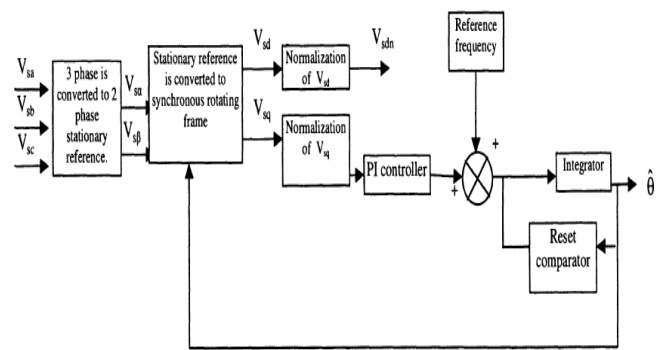 V_sa
V_sb
V_sc
3 phase is
converted to 2
phase
stationary
reference.
V_sα
V_sβ
Stationary reference
is converted to
synchronous rotating
frame
V_sd
V_sq
Normalization
of V_sd
V_sdn
Normalization
of V_sq
PI controller
Reference
frequency
+
+
Integrator
θ̂
Reset
comparator